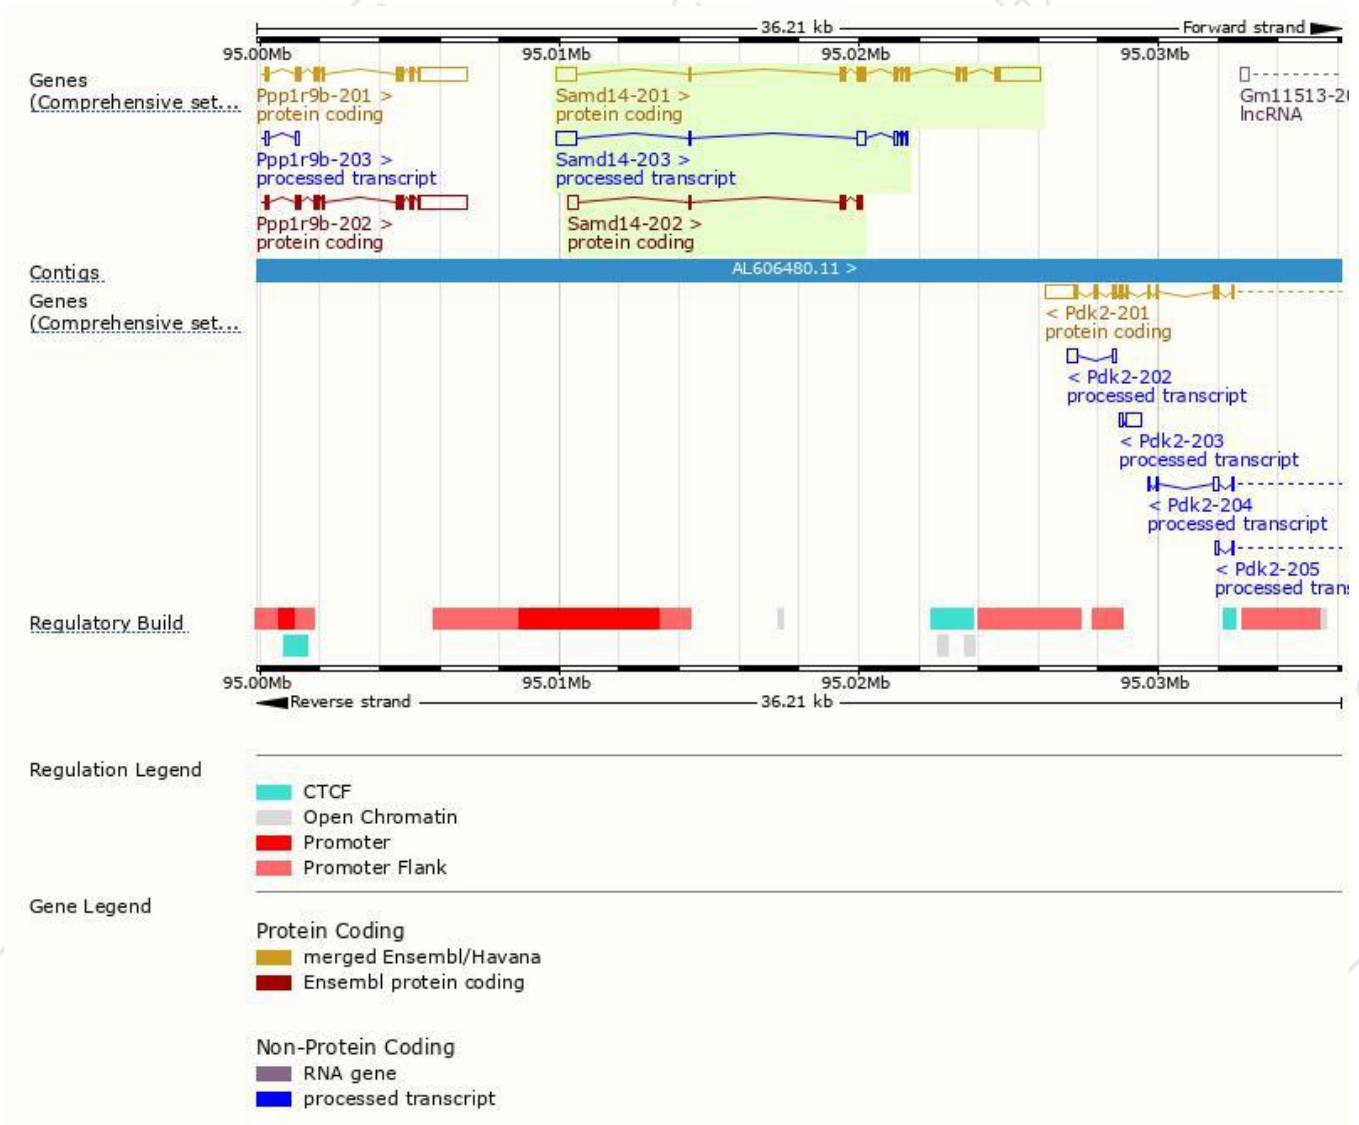 36.21 kb
Forward strand
95.00Mb 95.01Mb 95.02Mb 95.03Mb
Genes
(Comprehensive set...
Ppp1r9b-201 >
protein coding
Samd14-201 >
protein coding
Gm11513-20
lncRNA
Ppp1r9b-203 >
processed transcript
Samd14-203 >
processed transcript
Ppp1r9b-202 >
protein coding
Samd14-202 >
protein coding
Contigs
AL606480.11 >
Genes
(Comprehensive set...
< Pdk2-201
protein coding
< Pdk2-202
processed transcript
< Pdk2-203
processed transcript
< Pdk2-204
processed transcript
< Pdk2-205
processed trans
Regulatory Build
95.00Mb 95.01Mb 95.02Mb 95.03Mb
Reverse strand
36.21 kb
Regulation Legend
CTCF
Open Chromatin
Promoter
Promoter Flank
Gene Legend
Protein Coding
merged Ensembl/Havana
Ensembl protein coding
Non-Protein Coding
RNA gene
processed transcript